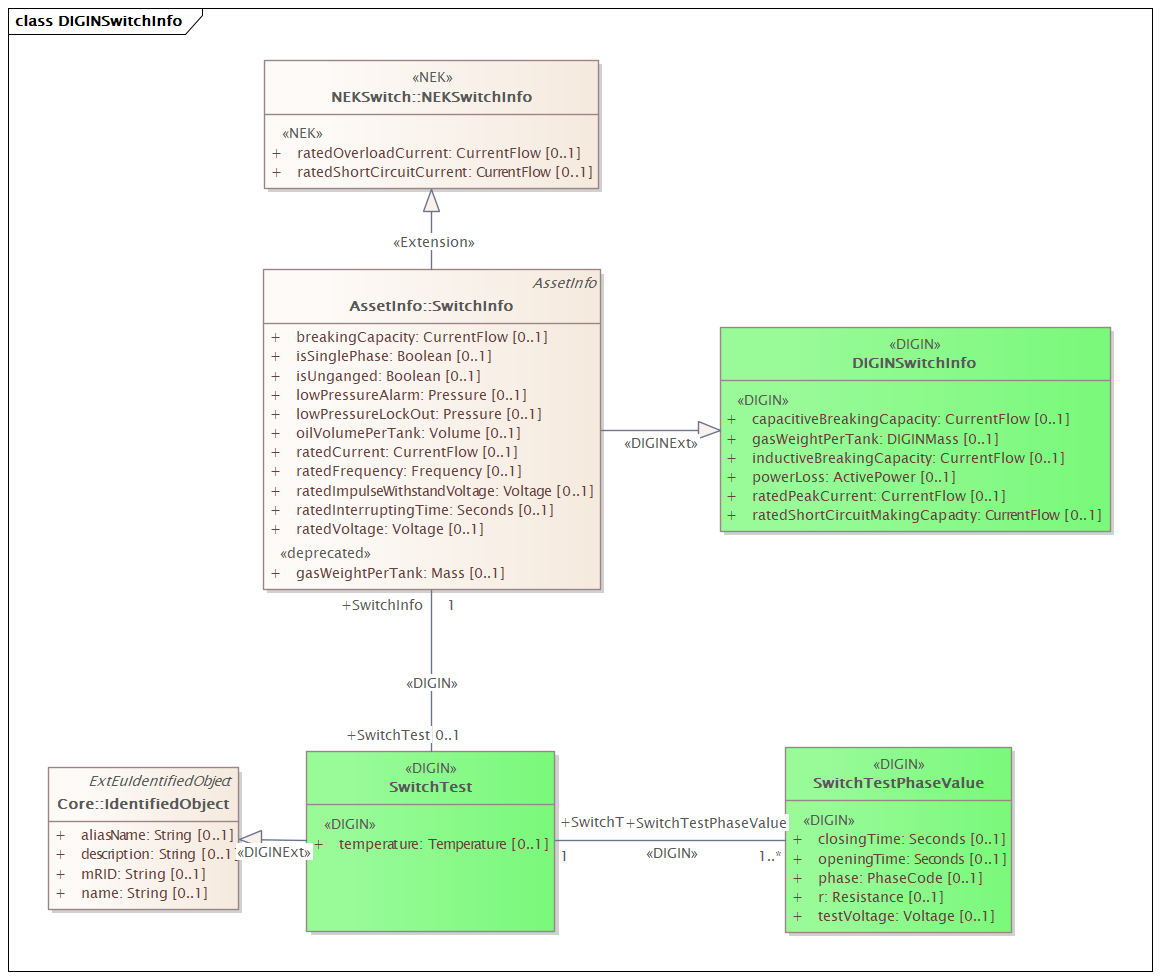 class DIGINSwitchInfo
«NEK»
NEKSwitch::NEKSwitchInfo
«NEK»
+ ratedOverloadCurrent: CurrentFlow [0..1]
+ ratedShortCircuitCurrent: CurrentFlow [0..1]
«Extension»
AssetInfo
AssetInfo::SwitchInfo
+ breakingCapacity: CurrentFlow [0..1]
+ isSinglePhase: Boolean [0..1]
+ isUnganged: Boolean [0..1]
+ lowPressureAlarm: Pressure [0..1]
+ lowPressureLockOut: Pressure [0..1]
+ oilVolumePerTank: Volume [0..1]
+ ratedCurrent: CurrentFlow [0..1]
+ ratedFrequency: Frequency [0..1]
+ ratedImpulseWithstandVoltage: Voltage [0..1]
+ ratedInterruptingTime: Seconds [0..1]
+ ratedVoltage: Voltage [0..1]
«deprecated»
+ gasWeightPerTank: Mass [0..1]
«DIGINExt»
«DIGIN»
DIGINSwitchInfo
«DIGIN»
+ capacitiveBreakingCapacity: CurrentFlow [0..1]
+ gasWeightPerTank: DIGINMass [0..1]
+ inductiveBreakingCapacity: CurrentFlow [0..1]
+ powerLoss: ActivePower [0..1]
+ ratedPeakCurrent: CurrentFlow [0..1]
+ ratedShortCircuitMakingCapacity: CurrentFlow [0..1]
+SwitchInfo 1
«DIGIN»
+SwitchTest 0..1
ExtEuIdentifiedObject
Core::IdentifiedObject
+ aliasName: String [0..1]
+ description: String [0..1
+ mRID: String [0..1]
+ name: String [0..1]
«DIGINExt»
«DIGIN»
SwitchTest
«DIGIN»
+ temperature: Temperature [0..1]
+SwitchT +SwitchTestPhaseValue
1 «DIGIN» 1..*
«DIGIN»
SwitchTestPhaseValue
«DIGIN»
+ closingTime: Seconds [0..1]
+ openingTime: Seconds [0..1]
+ phase: PhaseCode [0..1]
+ r: Resistance [0..1]
+ testVoltage: Voltage [0..1]